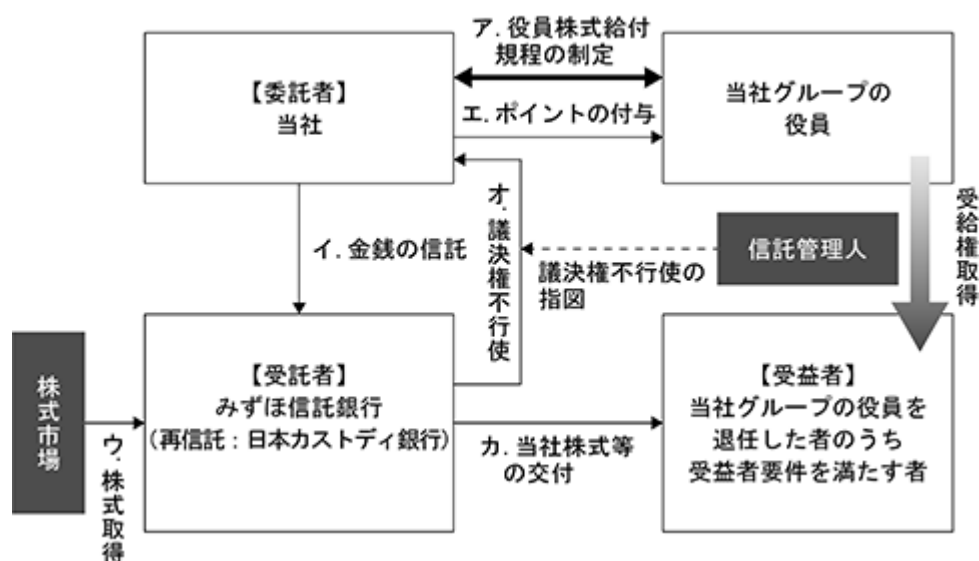 ア. 役員株式給付
規程の制定
【委託者】
当社
エ. ポイントの付与
当社グループの
役員
オ. 議決権不行使
イ. 金銭の信託
議決権不行使の
指図
信託管理人
受給権取得
株式市場
ウ. 株式取得
【受託者】
みずほ信託銀行
（再信託：日本カストディ銀行）
カ. 当社株式等
の交付
【受益者】
当社グループの役員を
退任した者のうち
受益者要件を満たす者